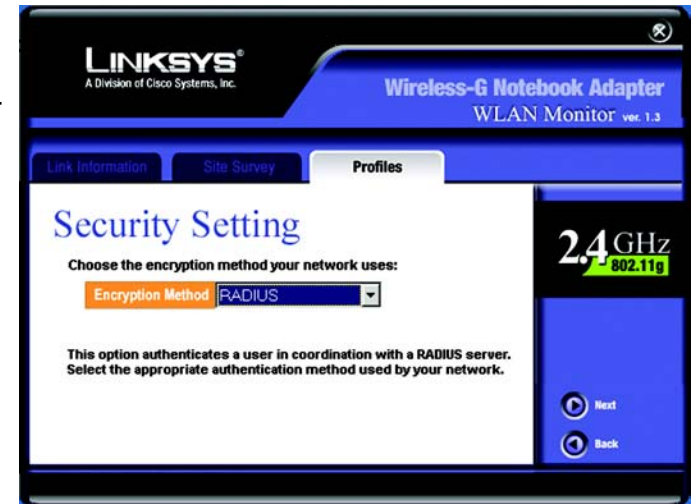 LINKSYS®
A Division of Cisco Systems, Inc.
Wireless-G Notebook Adapter
WLAN Monitor ver. 1.3
Link Information Site Survey Profiles
Security Setting
Choose the encryption method your network uses:
Encryption Method RADIUS
This option authenticates a user in coordination with a RADIUS server.
Select the appropriate authentication method used by your network.
2.4 GHz
802.11g
Next
Back